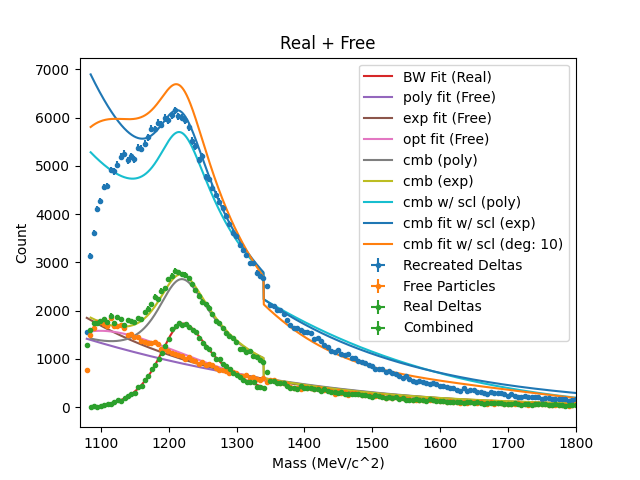 Real + Free
7000
6000
5000
4000
3000
2000
1000
0
Count
1100
1200
1300
1400
1500
1600
1700
1800
Mass (MeV/c^2)
BW Fit (Real)
poly fit (Free)
exp fit (Free)
opt fit (Free)
cmb (poly)
cmb (exp)
cmb w/ scl (poly)
cmb fit w/ scl (exp)
cmb fit w/ scl (deg: 10)
Recreated Deltas
Free Particles
Real Deltas
Combined